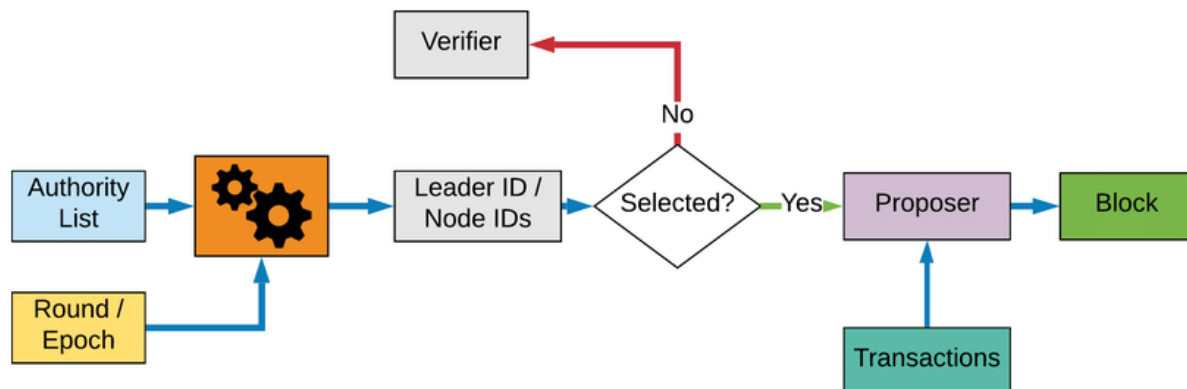 Verifier
No
Authority
List
Leader ID /
Node IDs
Selected?
Yes
Proposer
Block
Round /
Epoch
Transactions